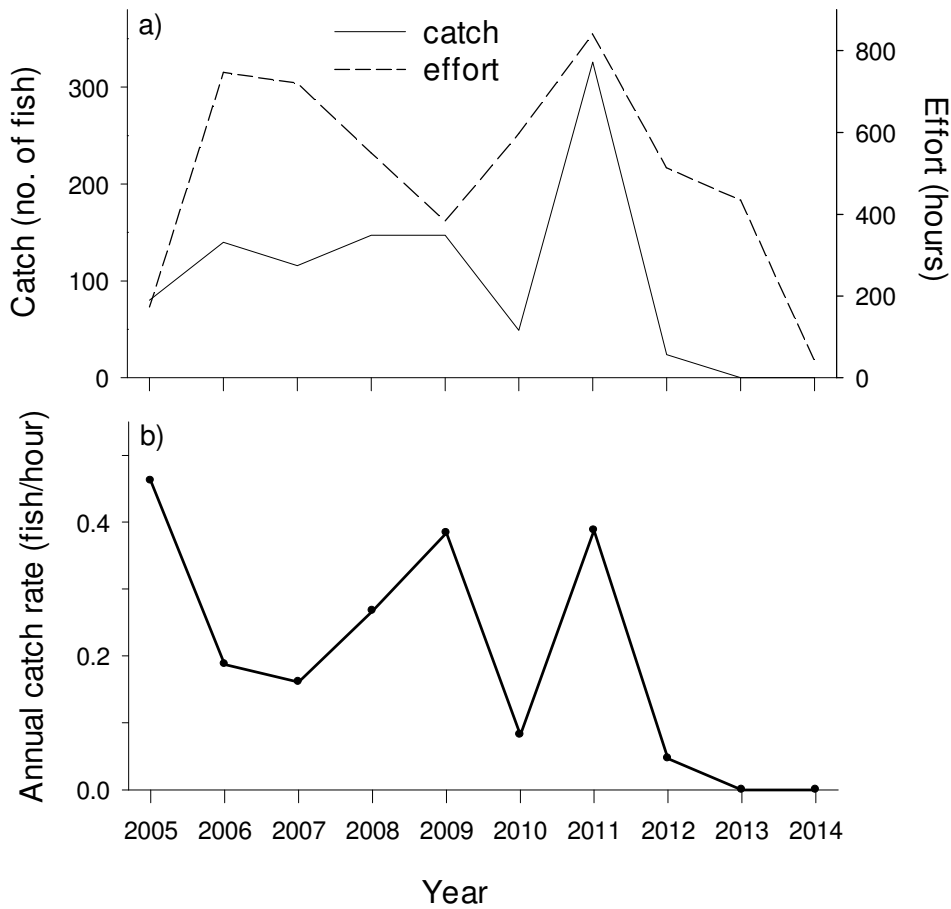 a)
catch
effort
Catch (no. of fish)
300
200
100
0
Effort (hours)
800
600
400
200
0
b)
Annual catch rate (fish/hour)
0.4
0.2
0.0
2005 2006 2007 2008 2009 2010 2011 2012 2013 2014
Year